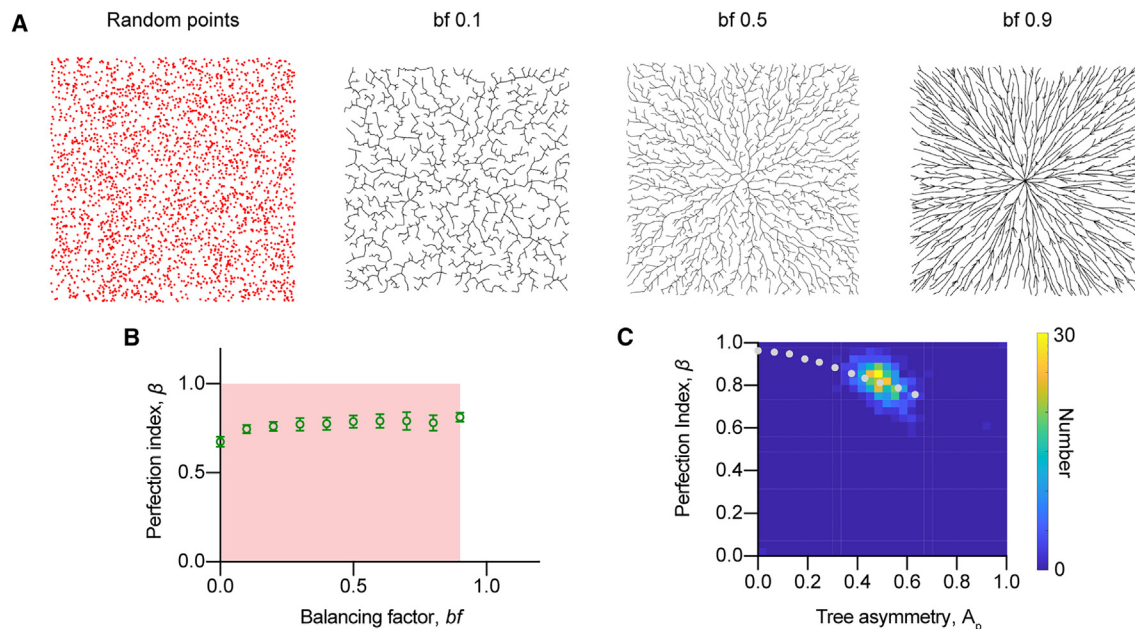 A
Random points
bf 0.1
bf 0.5
bf 0.9
B
Perfection index, β
1.0
0.5
0.0
0.0
0.5
1.0
Balancing factor, bf
C
Perfection Index, β
1.0
0.8
0.6
0.4
0.2
0.0
0.0
0.2
0.4
0.6
0.8
1.0
Tree asymmetry, Ap
30
Number
0